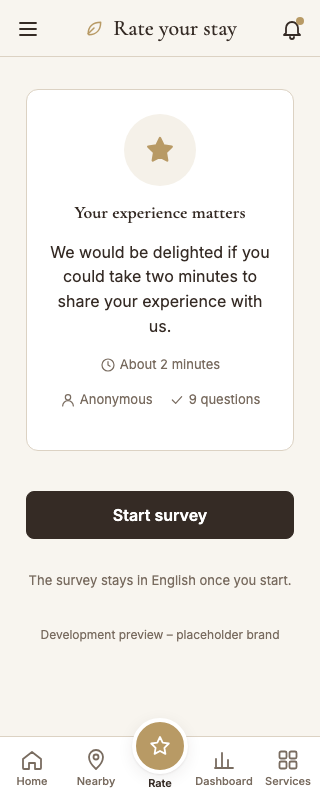 Rate your stay
Your experience matters
We would be delighted if you
could take two minutes to
share your experience with
us.
About 2 minutes
Anonymous
9 questions
Start survey
The survey stays in English once you start.
Development preview – placeholder brand
Home
Nearby
Rate
Dashboard
Services